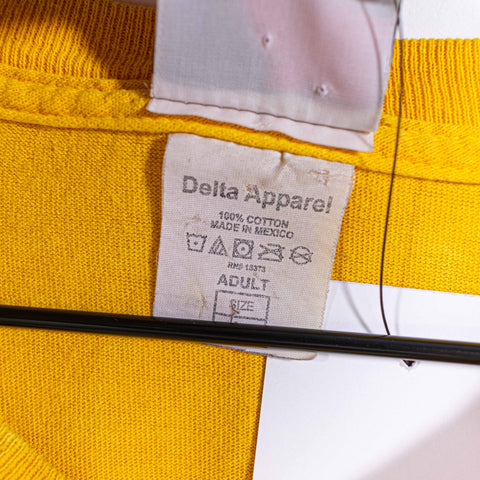 Delta Apparel
100% COTTON
MADE IN MEXICO
RN# 13373
ADULT
SIZE